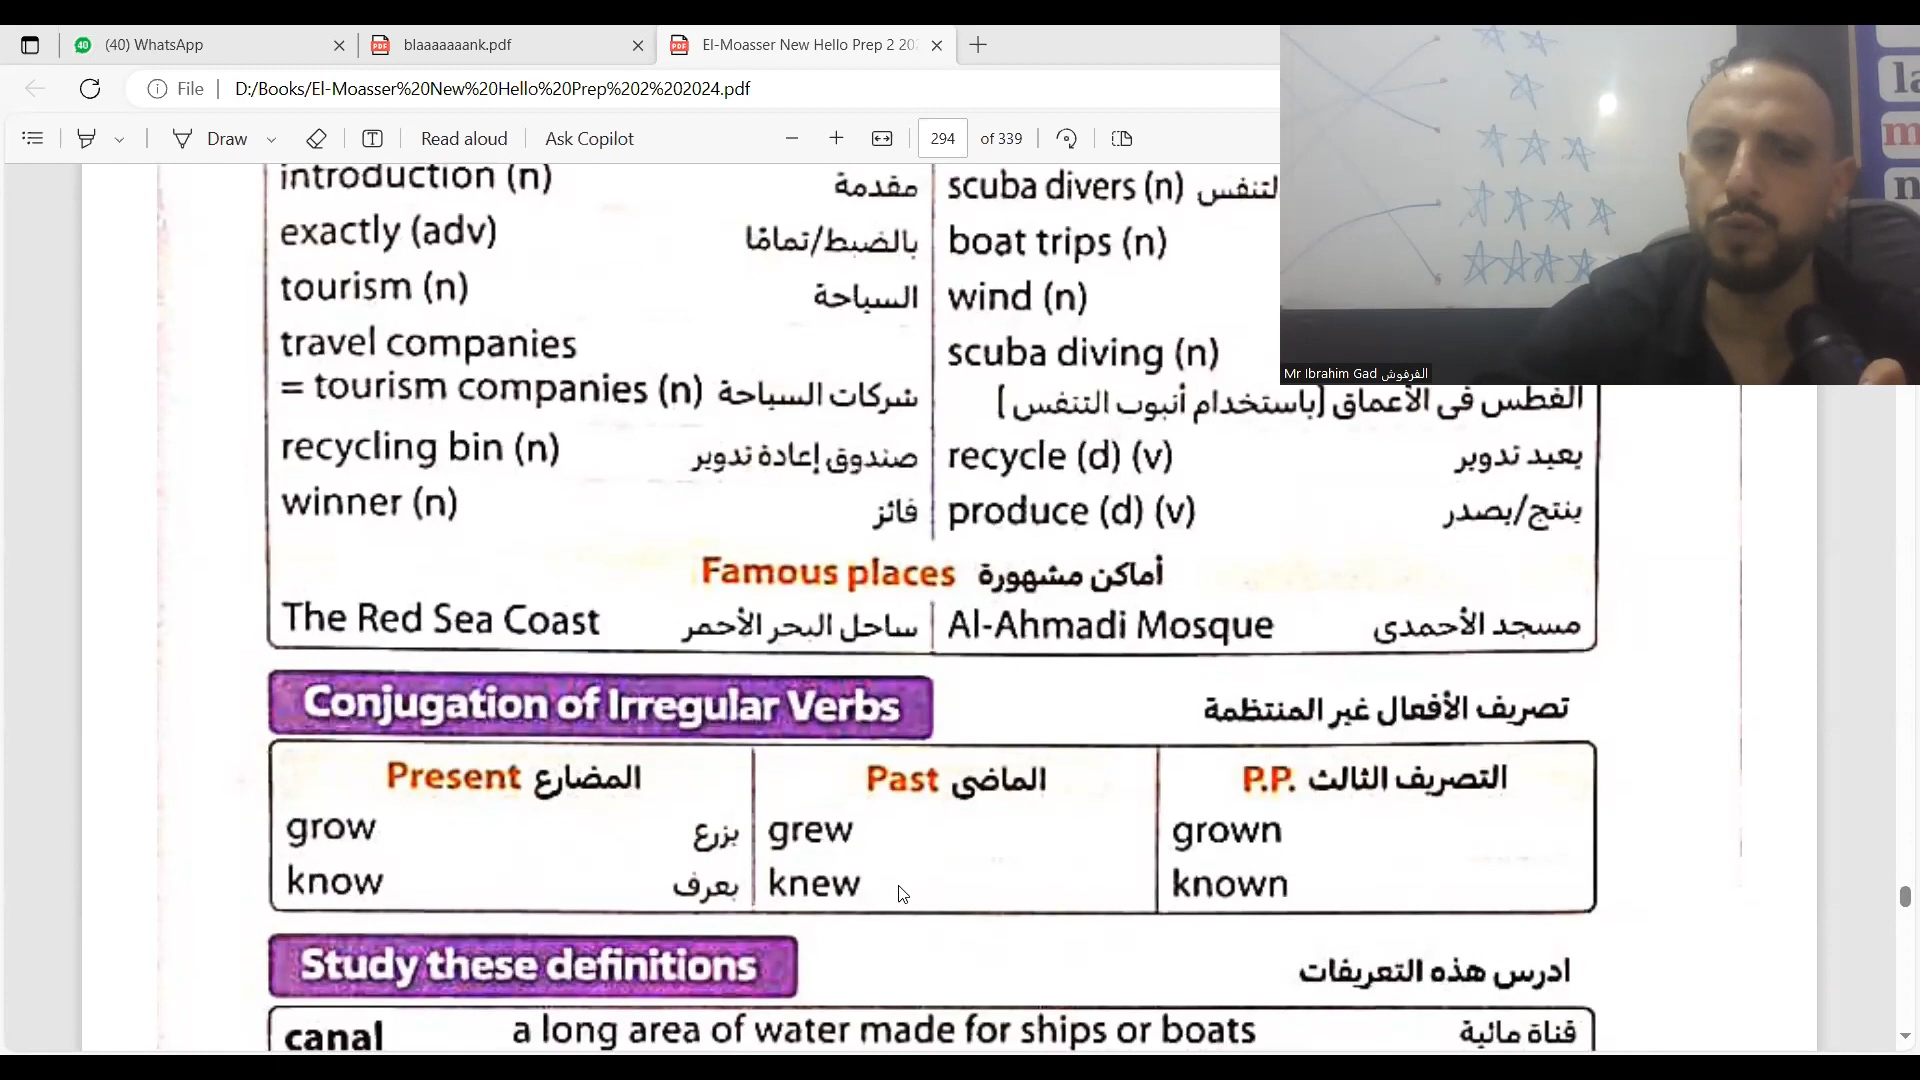 (40) WhatsApp
blaaaaaaank.pdf
El-Moasser New Hello Prep 2 20
File
D:/Books/El-Moasser%20New%20Hello%20Prep%202%202024.pdf
Draw
Read aloud
Ask Copilot
294 of 339
introduction (n) مقدمة
exactly (adv) بالضبط/تمامًا
tourism (n) السياحة
travel companies
= tourism companies (n) شركات السياحة
recycling bin (n) صندوق إعادة تدوير
winner (n) فائز
scuba divers (n) التنفس
boat trips (n)
wind (n)
scuba diving (n)
الغطس فى الأعماق [باستخدام أنبوب التنفس]
recycle (d) (v) يعيد تدوير
produce (d) (v) ينتج/يصدر
Famous places أماكن مشهورة
The Red Sea Coast ساحل البحر الأحمر
Al-Ahmadi Mosque مسجد الأحمدى
Conjugation of Irregular Verbs تصريف الأفعال غير المنتظمة
Present المضارع Past الماضى P.P. التصريف الثالث
grow يزرع grew grown
know يعرف knew known
Study these definitions ادرس هذه التعريفات
canal a long area of water made for ships or boats قناة مائية
Mr Ibrahim Gad الفرفوش
la
m
n